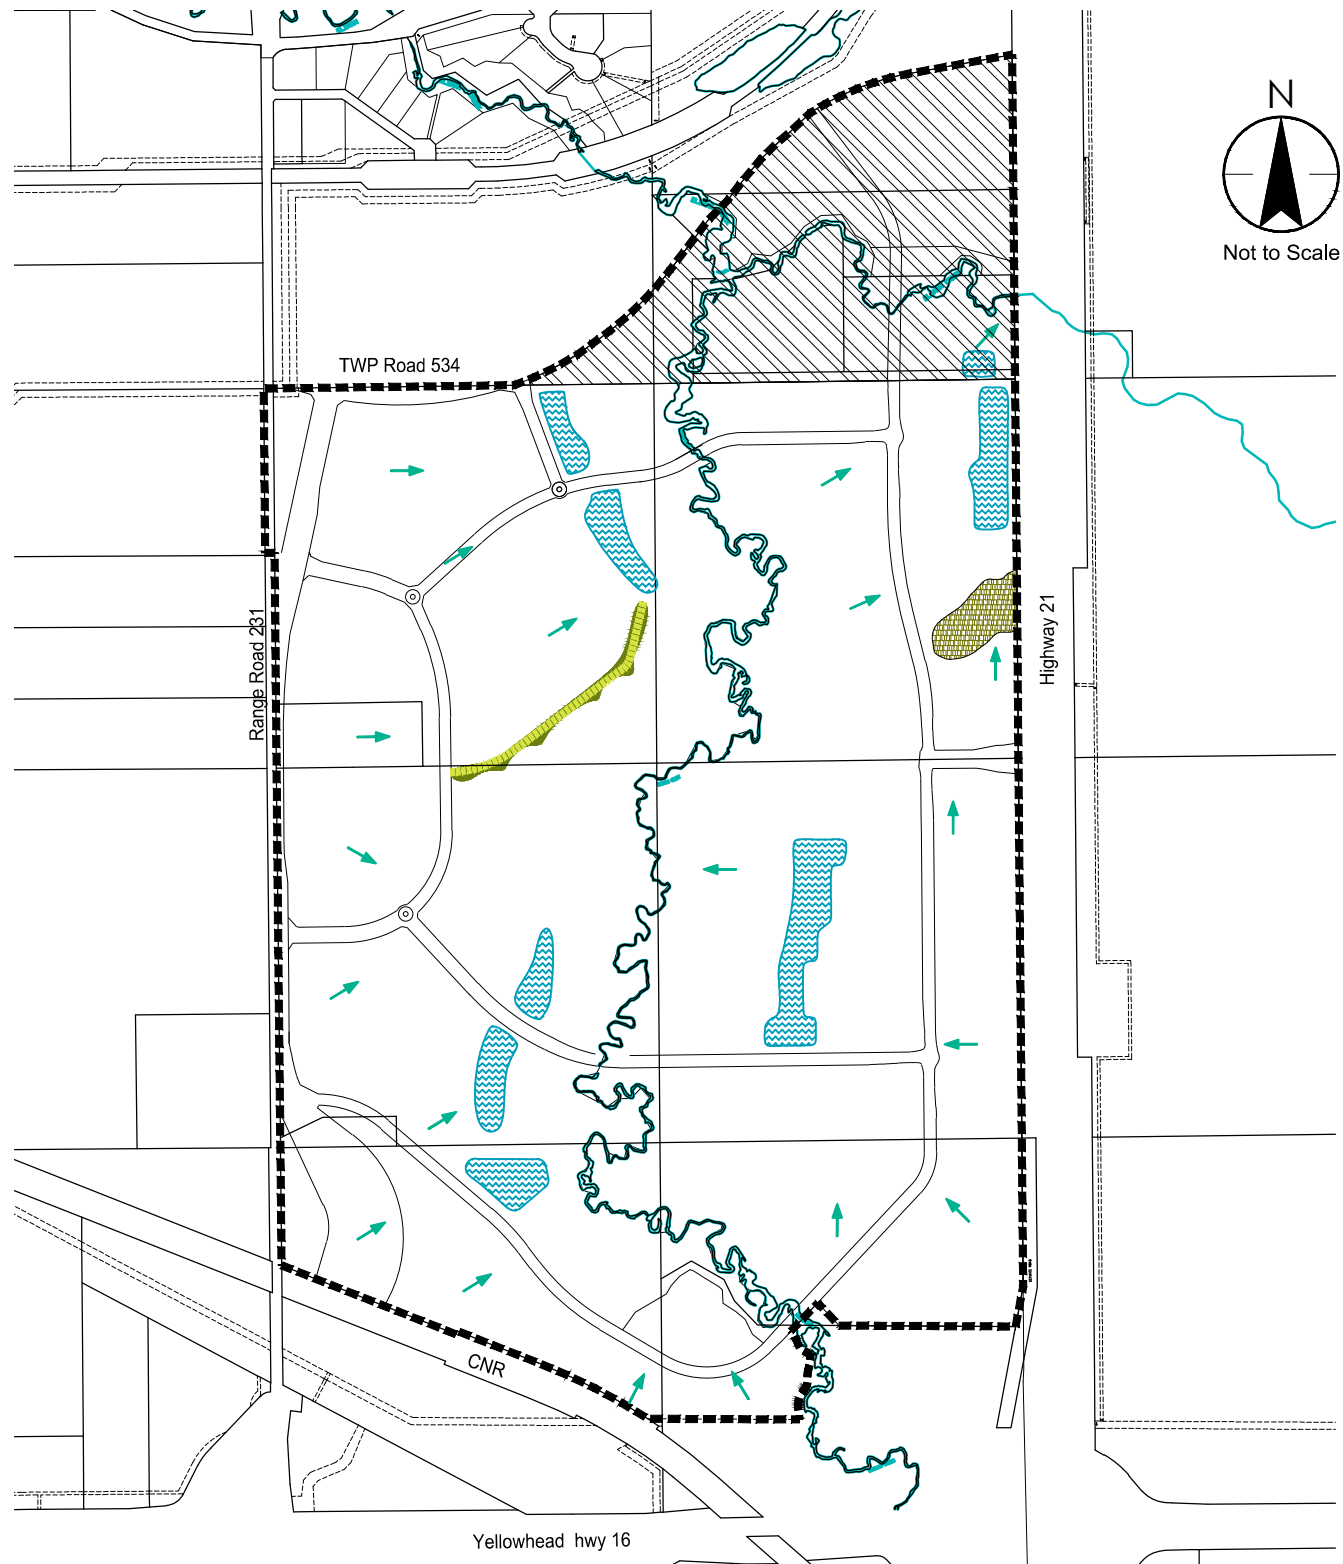 N
Not to Scale
TWP Road 534
Range Road 231
Highway 21
CNR
Yellowhead hwy 16